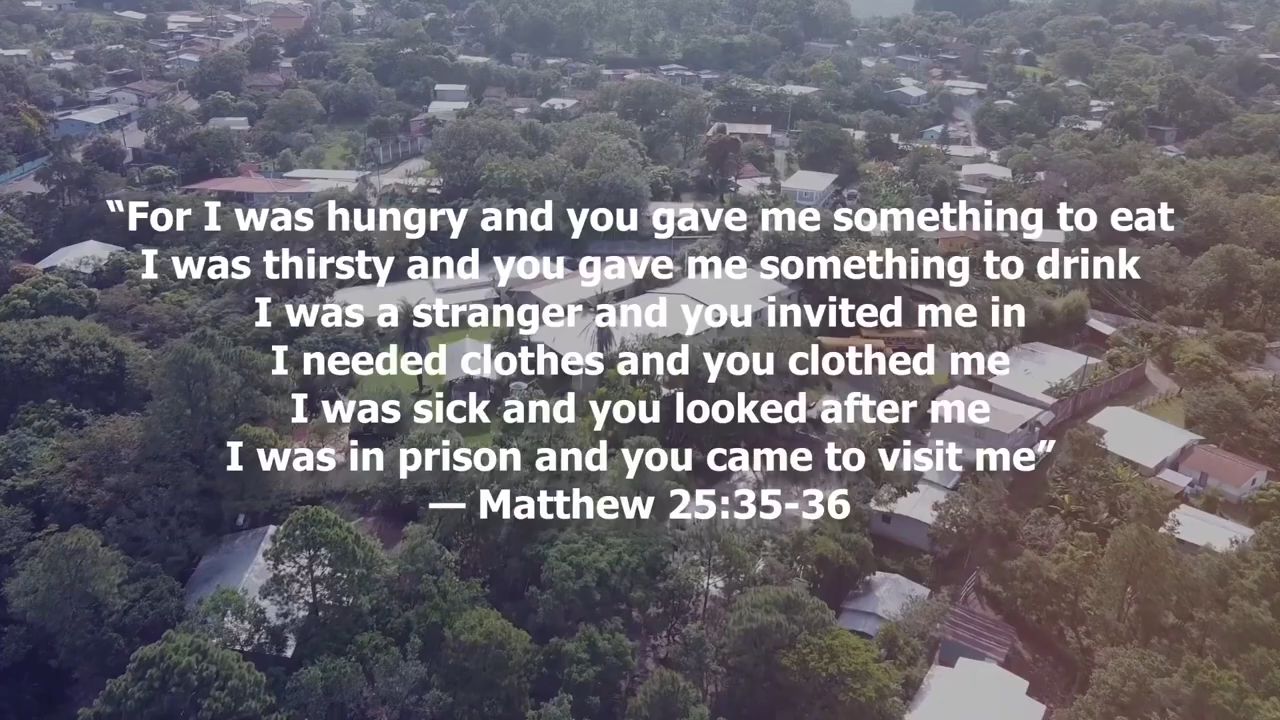 “For I was hungry and you gave me something to eat
I was thirsty and you gave me something to drink
I was a stranger and you invited me in
I needed clothes and you clothed me
I was sick and you looked after me
I was in prison and you came to visit me”
— Matthew 25:35-36